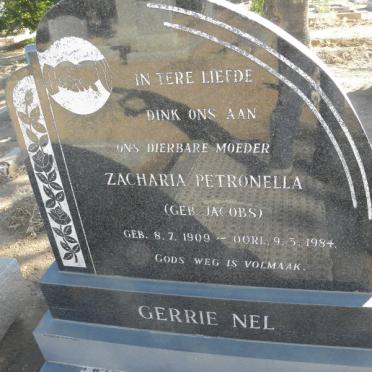 IN TERE LIEFDE
DINK ONS AAN
ONS DIERBARE MOEDER
ZACHARIA PETRONELLA
(GEB. JACOBS)
GEB. 8.7. 1909 – OORL. 9.5. 1984.
GODS WEG IS VOLMAAK.
GERRIE NEL